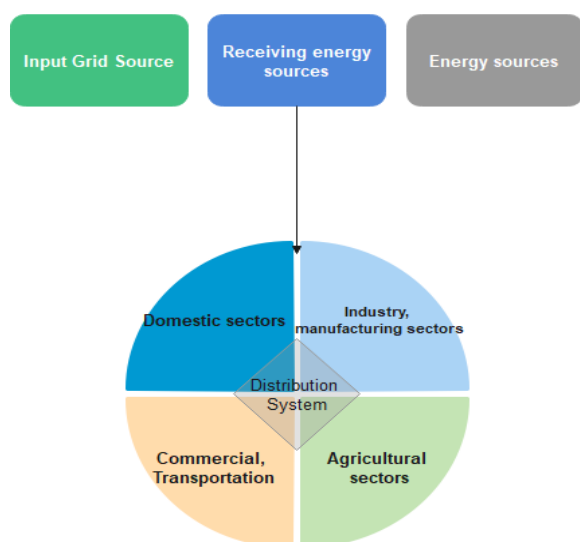 Input Grid Source
Receiving energy
sources
Energy sources
Domestic sectors
Industry,
manufacturing sectors
Distribution
System
Commercial,
Transportation
Agricultural
sectors